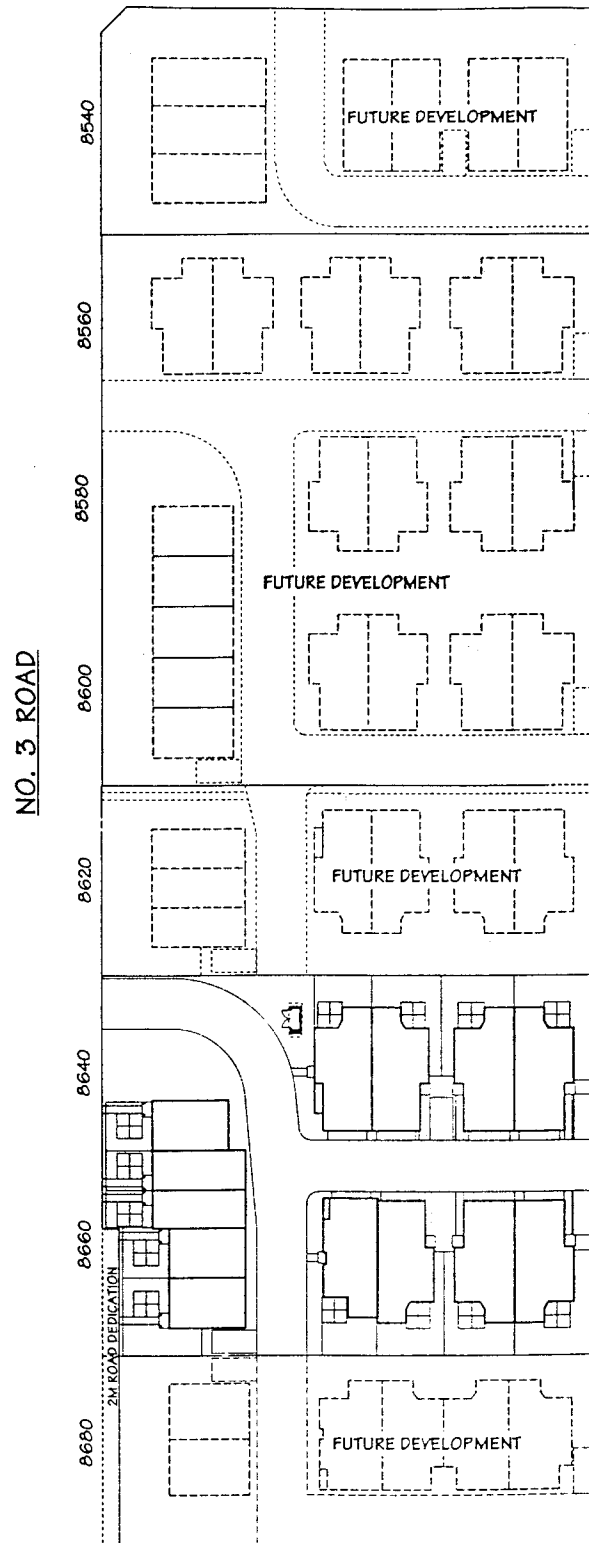 8540
FUTURE DEVELOPMENT
8560
8580
FUTURE DEVELOPMENT
NO. 3 ROAD
8600
8620
FUTURE DEVELOPMENT
8640
8660
2M ROAD DEDICATION
8680
FUTURE DEVELOPMENT